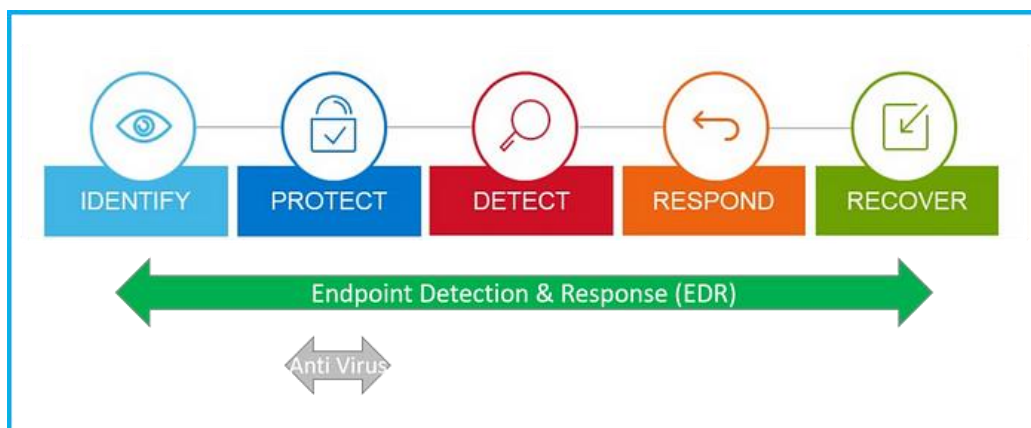 IDENTIFY PROTECT DETECT RESPOND RECOVER
Endpoint Detection & Response (EDR)
Anti Virus